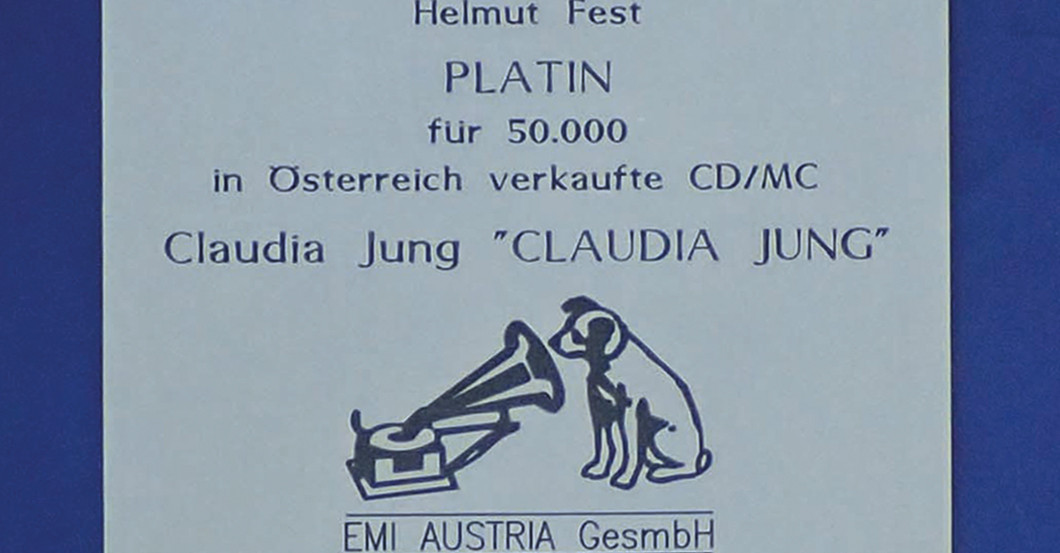 Helmut Fest
PLATIN
für 50.000
in Österreich verkaufte CD/MC
Claudia Jung "CLAUDIA JUNG"
EMI AUSTRIA GesmbH